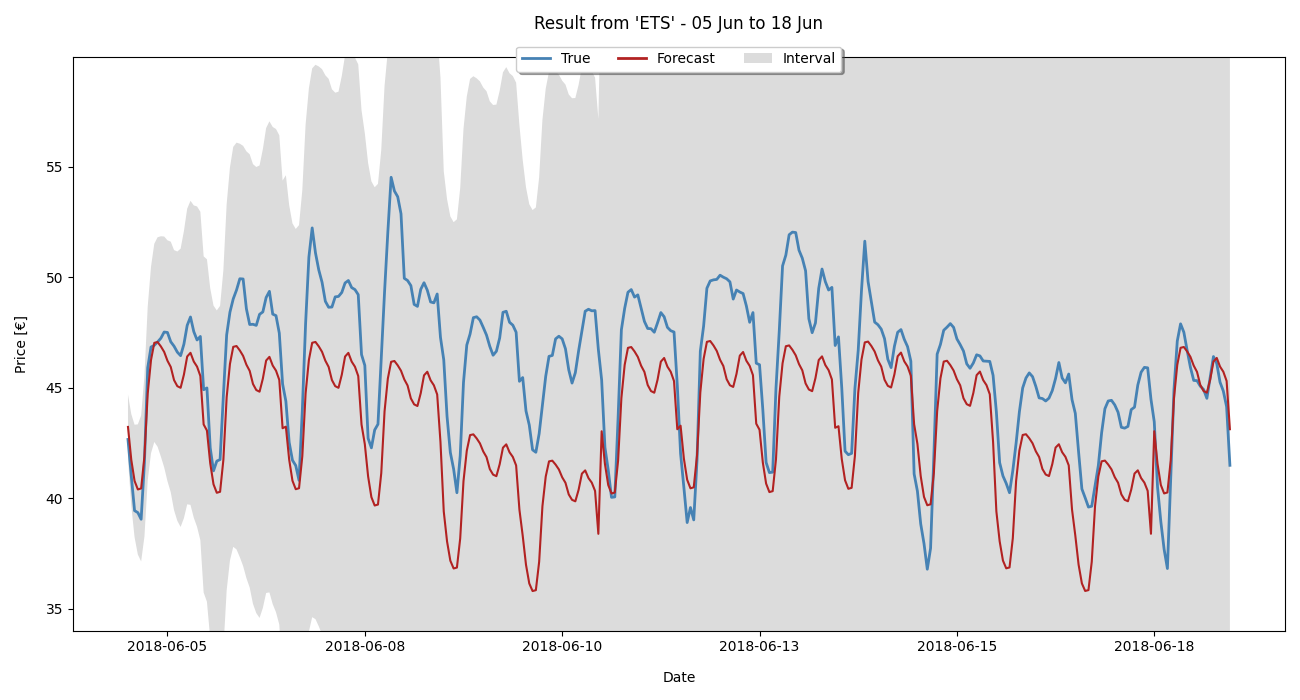 Result from 'ETS' - 05 Jun to 18 Jun
True Forecast Interval
55
50
45
40
35
Price [€]
2018-06-05 2018-06-08 2018-06-10 2018-06-13 2018-06-15 2018-06-18
Date